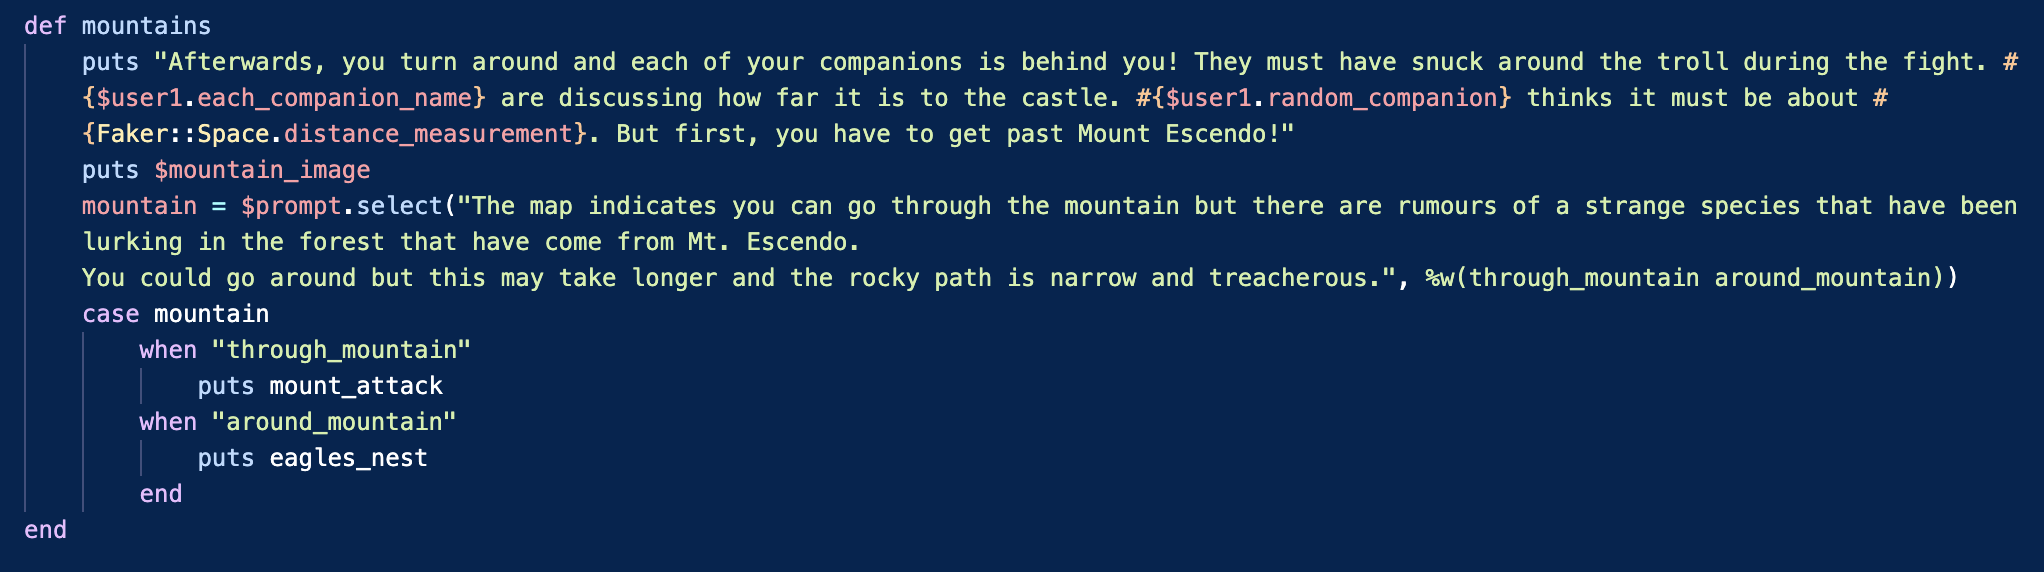 def mountains
puts "Afterwards, you turn around and each of your companions is behind you! They must have snuck around the troll during the fight. #
{$user1.each_companion_name} are discussing how far it is to the castle. #{$user1.random_companion} thinks it must be about #
{Faker::Space.distance_measurement}. But first, you have to get past Mount Escendo!"
puts $mountain_image
mountain = $prompt.select("The map indicates you can go through the mountain but there are rumours of a strange species that have been
lurking in the forest that have come from Mt. Escendo.
You could go around but this may take longer and the rocky path is narrow and treacherous.", %w(through_mountain around_mountain))
case mountain
when "through_mountain"
puts mount_attack
when "around_mountain"
puts eagles_nest
end
end